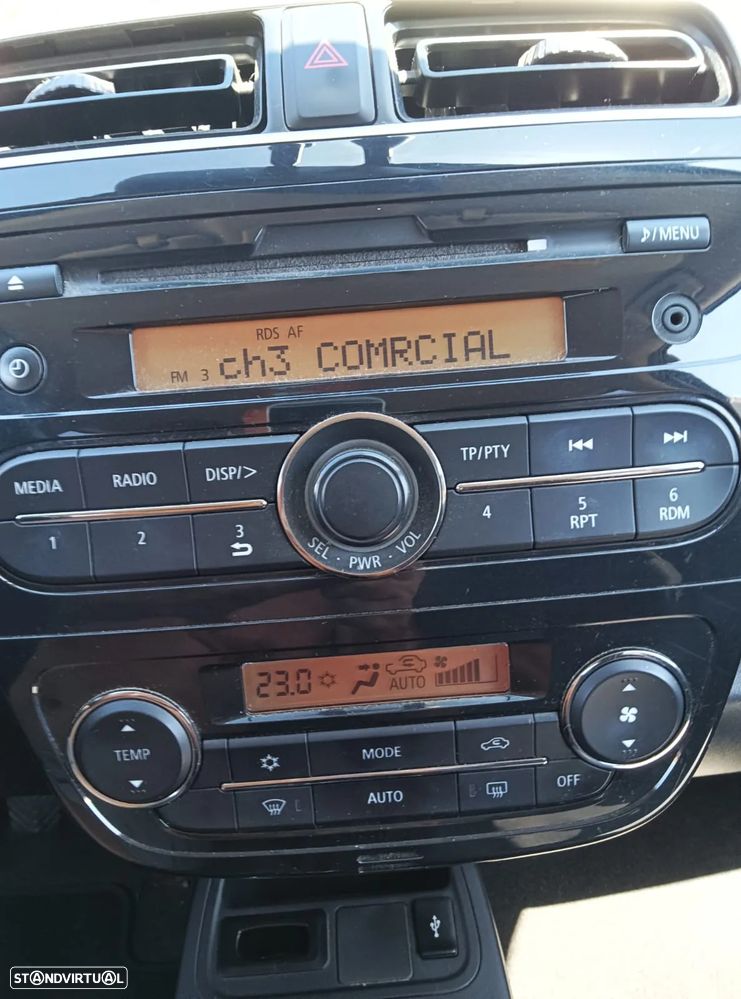 ♪/MENU
RDS AF
FM 3 ch3 COMRCIAL
MEDIA RADIO DISP/> TP/PTY
1 2 3 4 5 RPT 6 RDM
SEL · PWR · VOL
23.0 AUTO
TEMP MODE
AUTO OFF
STANDVIRTUAL